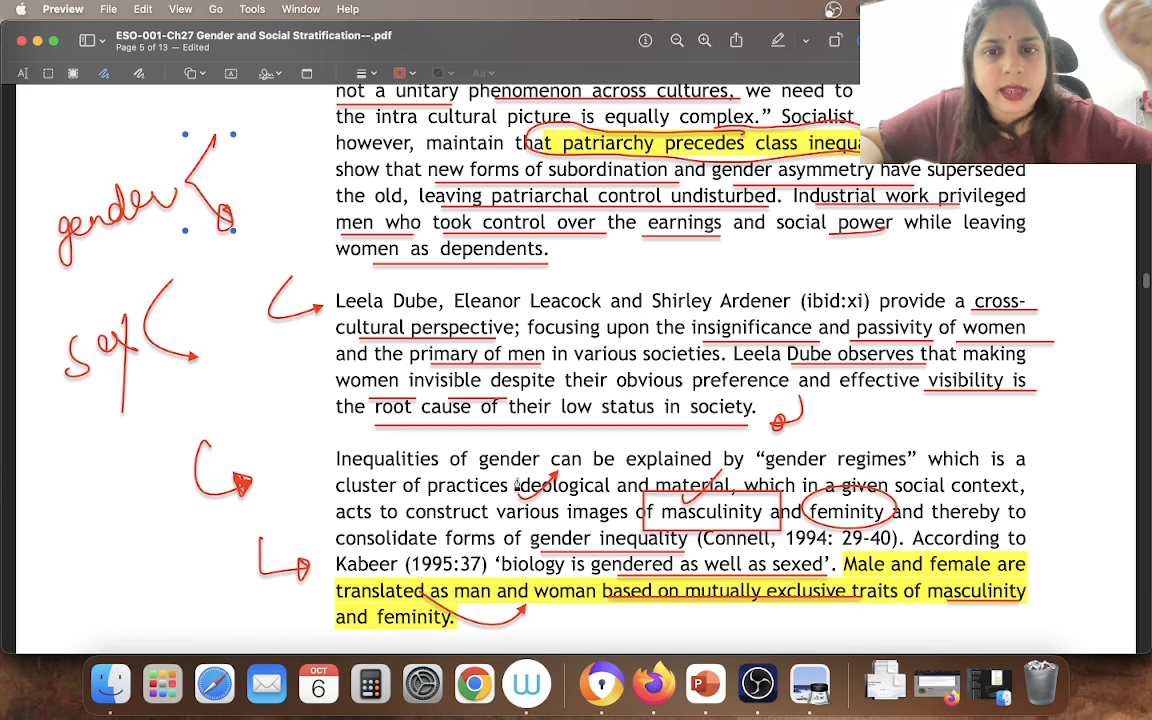 Preview File Edit View Go Tools Window Help
ESO-001-Ch27 Gender and Social Stratification--.pdf
Page 5 of 13 — Edited
not a unitary phenomenon across cultures, we need to
the intra cultural picture is equally complex.” Socialist
however, maintain that patriarchy precedes class inequa
show that new forms of subordination and gender asymmetry have superseded
the old, leaving patriarchal control undisturbed. Industrial work privileged
men who took control over the earnings and social power while leaving
women as dependents.
gender
sex
Leela Dube, Eleanor Leacock and Shirley Ardener (ibid:xi) provide a cross-
cultural perspective; focusing upon the insignificance and passivity of women
and the primary of men in various societies. Leela Dube observes that making
women invisible despite their obvious preference and effective visibility is
the root cause of their low status in society.
Inequalities of gender can be explained by “gender regimes” which is a
cluster of practices ideological and material, which in a given social context,
acts to construct various images of masculinity and feminity and thereby to
consolidate forms of gender inequality (Connell, 1994: 29-40). According to
Kabeer (1995:37) ‘biology is gendered as well as sexed’. Male and female are
translated as man and woman based on mutually exclusive traits of masculinity
and feminity.
OCT
6